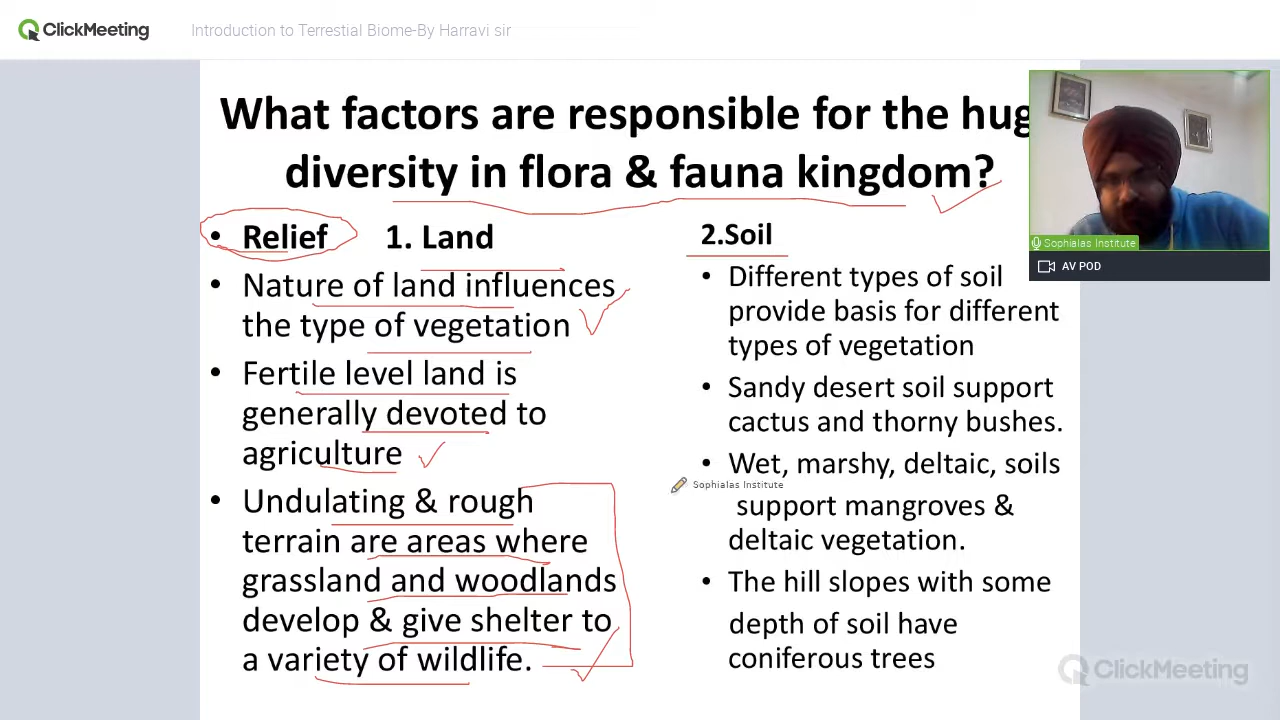 ClickMeeting
Introduction to Terrestial Biome-By Harravi sir
What factors are responsible for the hug
diversity in flora & fauna kingdom?
• Relief 1. Land
• Nature of land influences
the type of vegetation
• Fertile level land is
generally devoted to
agriculture
• Undulating & rough
terrain are areas where
grassland and woodlands
develop & give shelter to
a variety of wildlife.
2.Soil
• Different types of soil
provide basis for different
types of vegetation
• Sandy desert soil support
cactus and thorny bushes.
• Wet, marshy, deltaic, soils
support mangroves &
deltaic vegetation.
• The hill slopes with some
depth of soil have
coniferous trees
Sophialas Institute
Sophialas Institute
AV POD
ClickMeeting